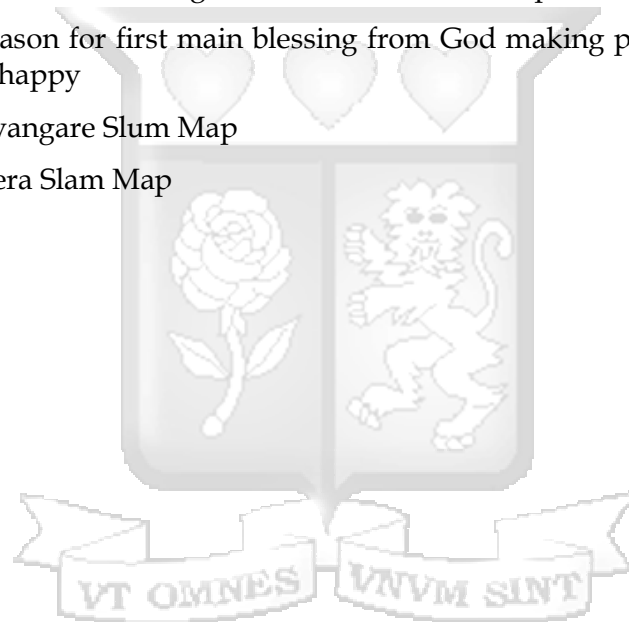 ason for first main blessing from God making p
happy
vangare Slum Map
era Slam Map
VT OMNES VNVM SINT